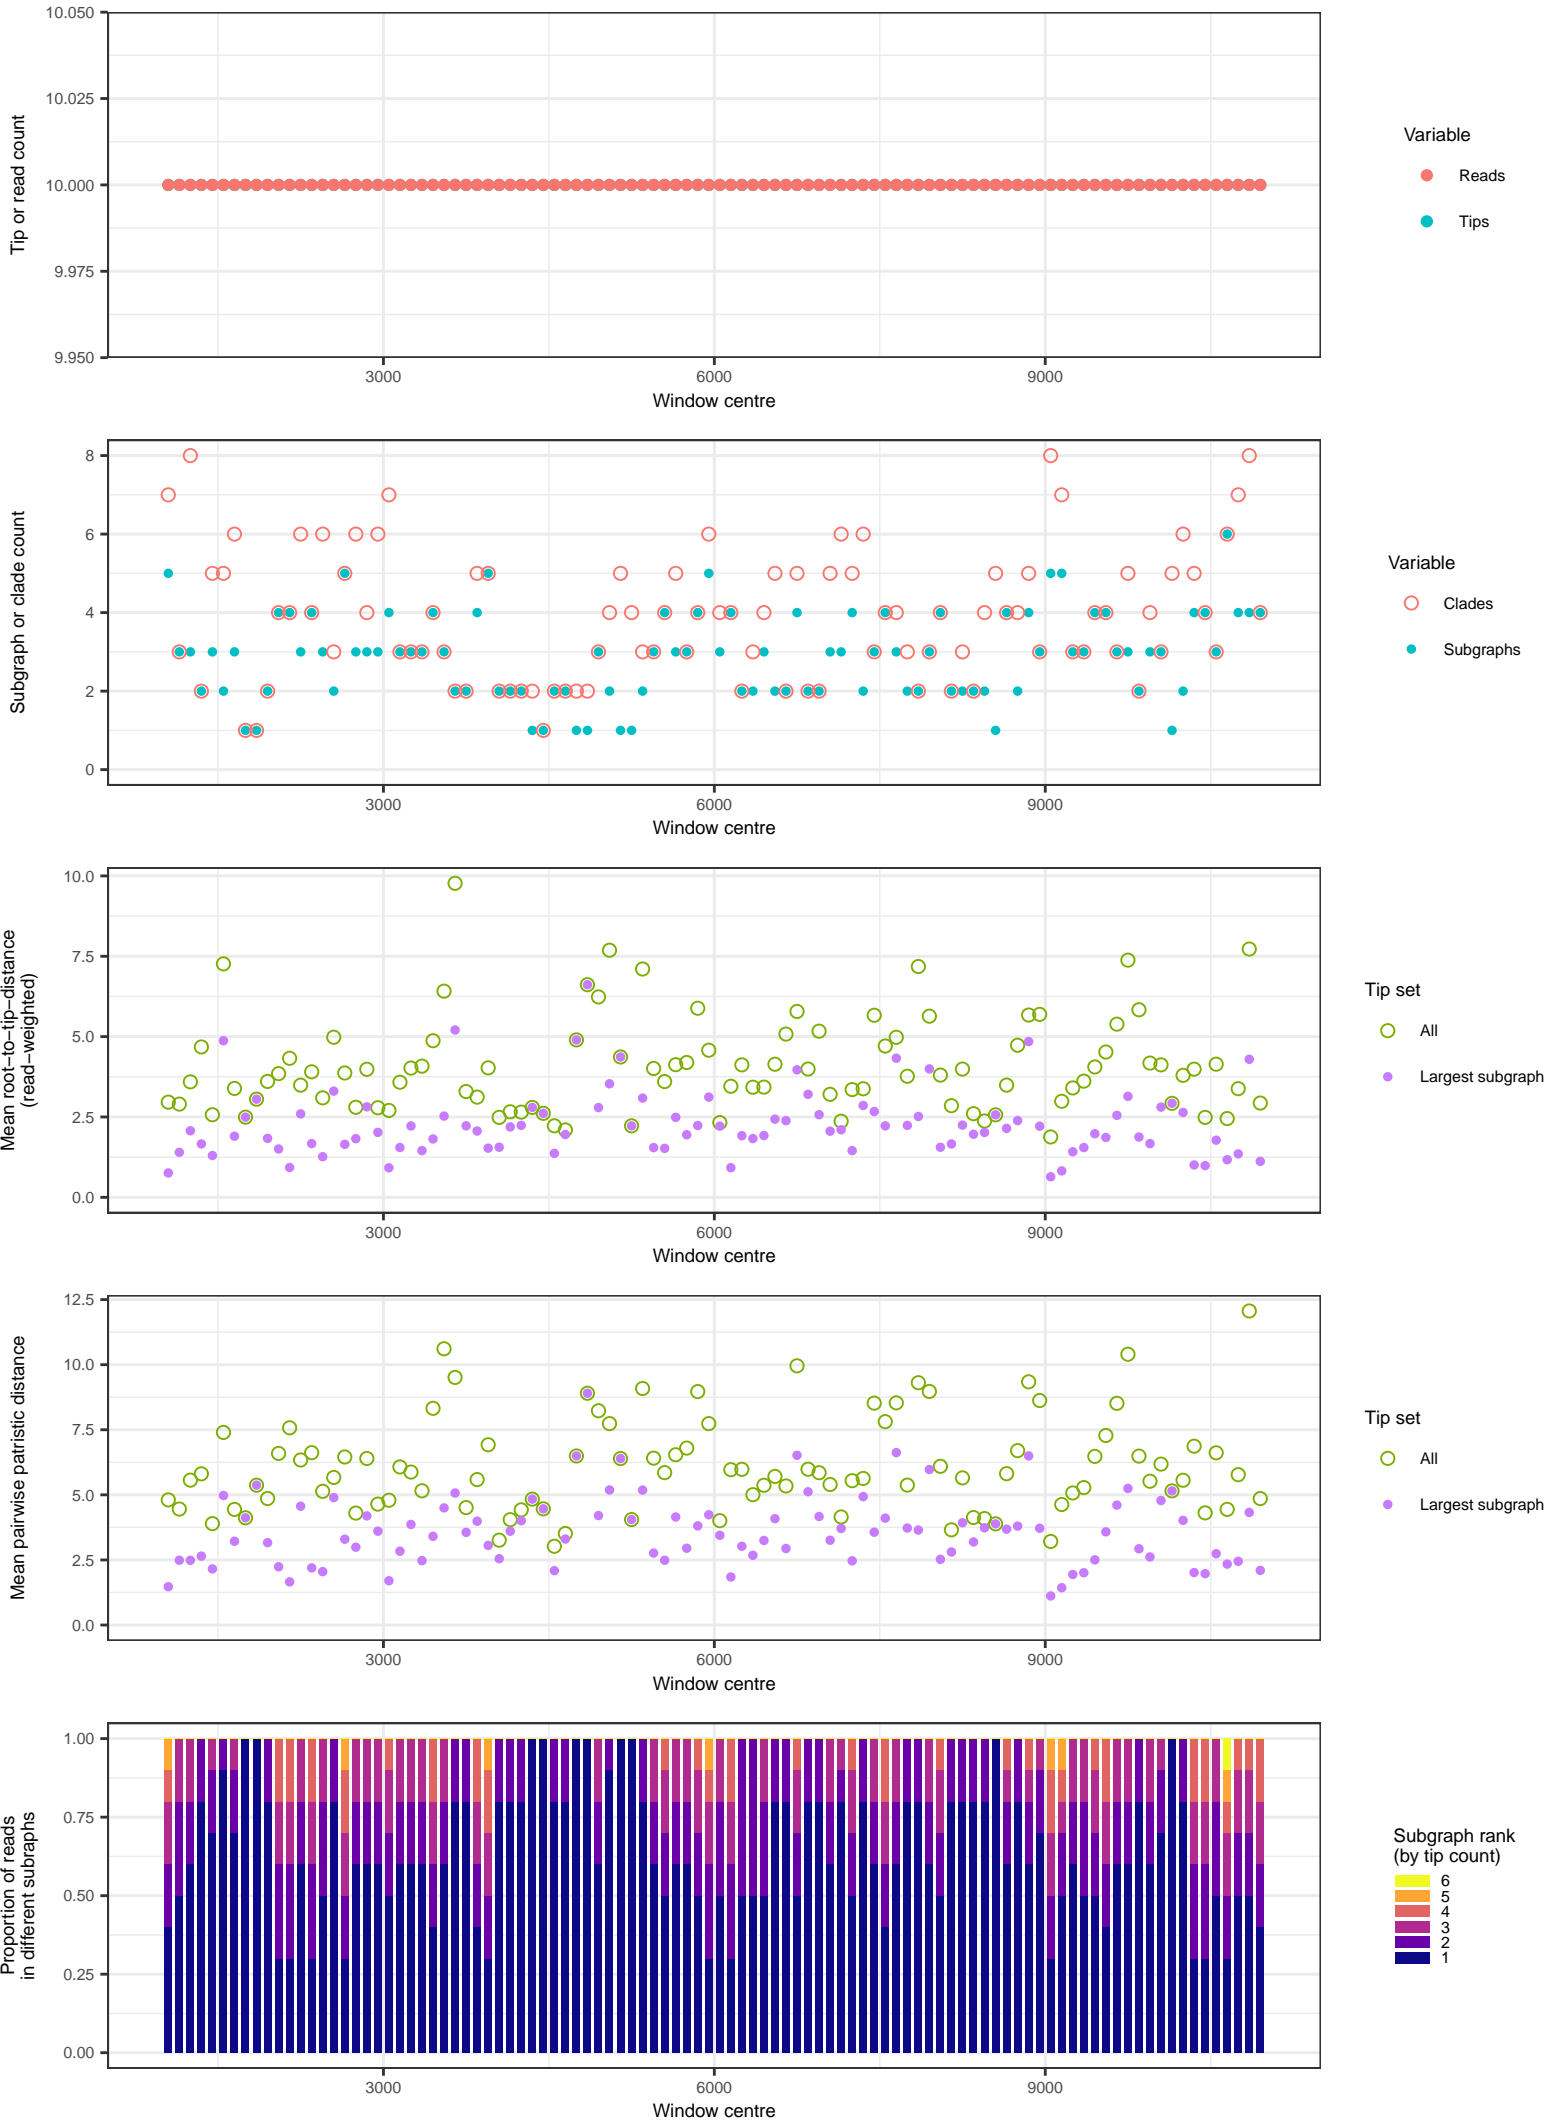 10.050
10.025
10.000
9.975
9.950
Tip or read count
3000 6000 9000
Window centre
Variable
Reads
Tips
8
6
4
2
0
Subgraph or clade count
3000 6000 9000
Window centre
Variable
Clades
Subgraphs
10.0
7.5
5.0
2.5
0.0
Mean root−to−tip−distance
(read−weighted)
3000 6000 9000
Window centre
Tip set
All
Largest subgraph
12.5
10.0
7.5
5.0
2.5
0.0
Mean pairwise patristic distance
3000 6000 9000
Window centre
Tip set
All
Largest subgraph
1.00
0.75
0.50
0.25
0.00
Proportion of reads
in different subraphs
3000 6000 9000
Window centre
Subgraph rank
(by tip count)
6
5
4
3
2
1